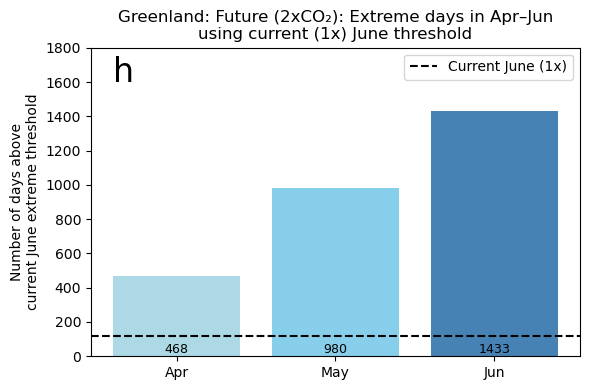 Greenland: Future (2xCO₂): Extreme days in Apr–Jun
using current (1x) June threshold
h
Current June (1x)
Number of days above
current June extreme threshold
1800
1600
1400
1200
1000
800
600
400
200
0
468
980
1433
Apr
May
Jun